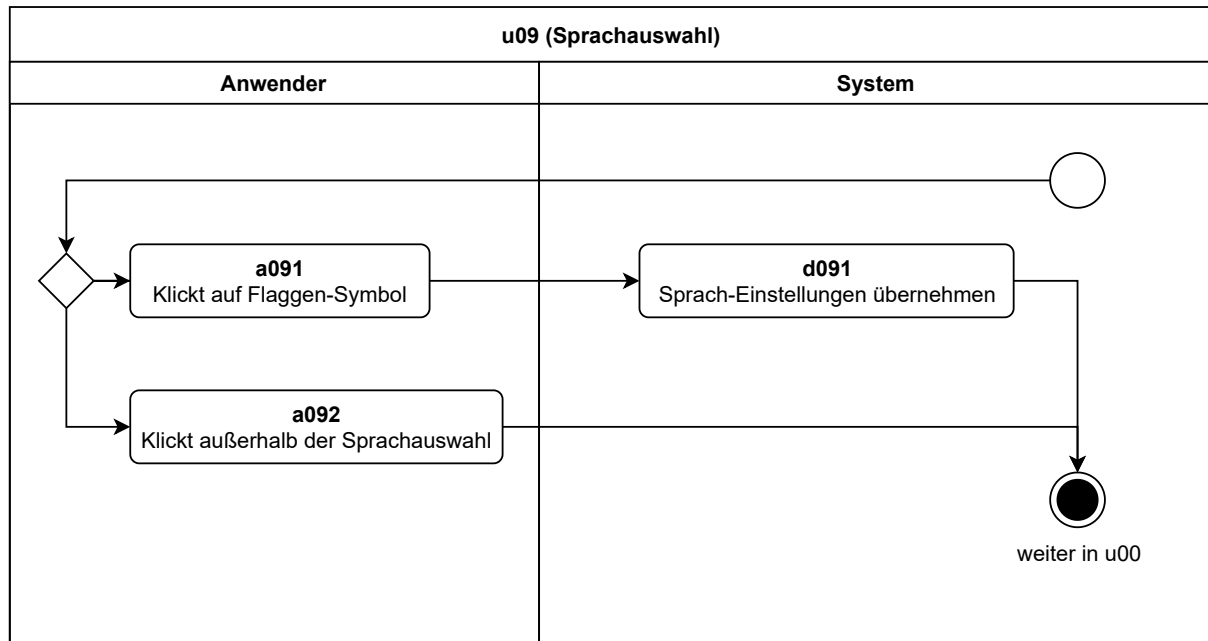 u09 (Sprachauswahl)
Anwender
System
a091
Klickt auf Flaggen-Symbol
d091
Sprach-Einstellungen übernehmen
a092
Klickt außerhalb der Sprachauswahl
weiter in u00